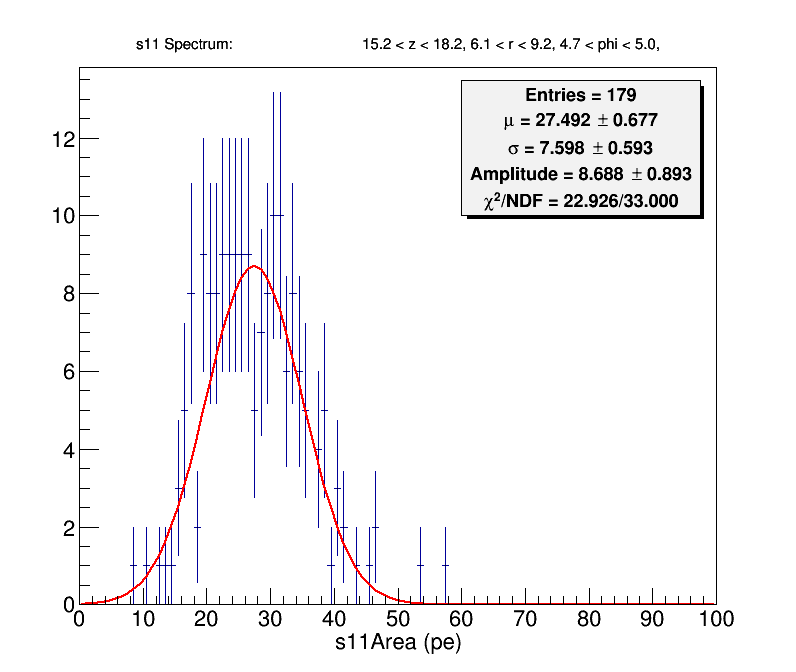 s11 Spectrum: 15.2 < z < 18.2, 6.1 < r < 9.2, 4.7 < phi < 5.0,
Entries = 179
μ = 27.492 ± 0.677
σ = 7.598 ± 0.593
Amplitude = 8.688 ± 0.893
χ²/NDF = 22.926/33.000
12
10
8
6
4
2
0
0 10 20 30 40 50 60 70 80 90 100
s11Area (pe)